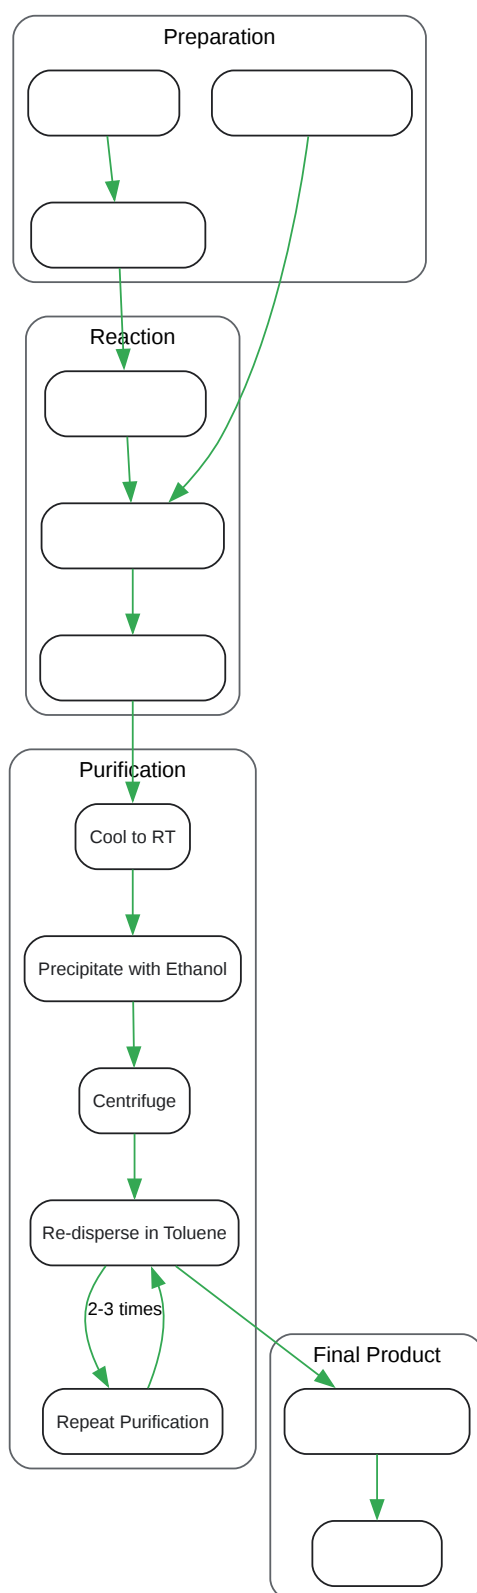 Preparation
Reaction
Purification
Cool to RT
Precipitate with Ethanol
Centrifuge
Re-disperse in Toluene
2-3 times
Repeat Purification
Final Product